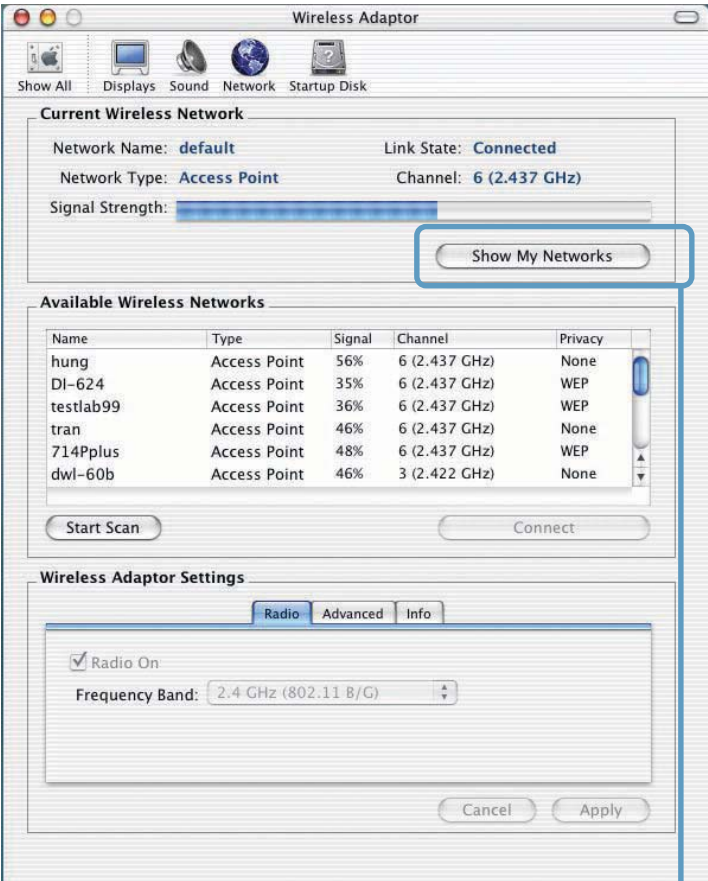 Wireless Adaptor
Show All Displays Sound Network Startup Disk
Current Wireless Network
Network Name: default Link State: Connected
Network Type: Access Point Channel: 6 (2.437 GHz)
Signal Strength:
Show My Networks
Available Wireless Networks
Name Type Signal Channel Privacy
hung Access Point 56% 6 (2.437 GHz) None
DI-624 Access Point 35% 6 (2.437 GHz) WEP
testlab99 Access Point 36% 6 (2.437 GHz) WEP
tran Access Point 46% 6 (2.437 GHz) None
714Pplus Access Point 48% 6 (2.437 GHz) WEP
dwl-60b Access Point 46% 3 (2.422 GHz) None
Start Scan Connect
Wireless Adaptor Settings
Radio Advanced Info
Radio On
Frequency Band: 2.4 GHz (802.11 B/G)
Cancel Apply